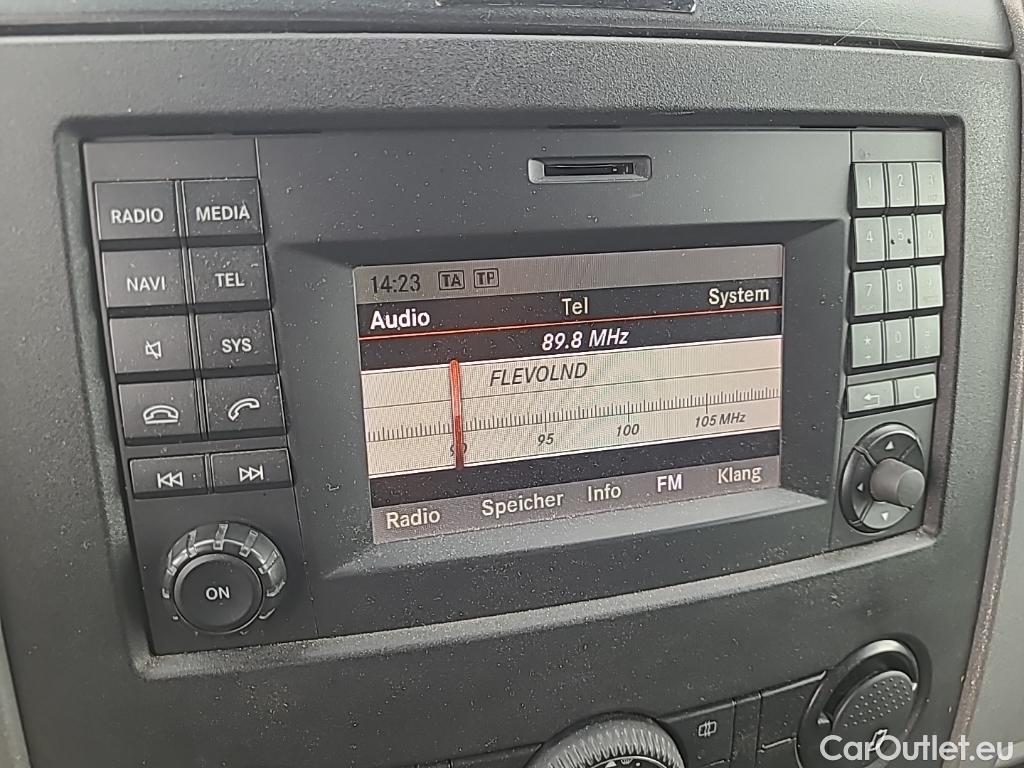 RADIO MEDIA
NAVI TEL
SYS
ON
14:23 TA TP
Audio Tel System
89.8 MHz
FLEVOLND
90 95 100 105 MHz
Radio Speicher Info FM Klang
1 2 3
4 5 6
7 8 9
* 0 #
C
CarOutlet.eu